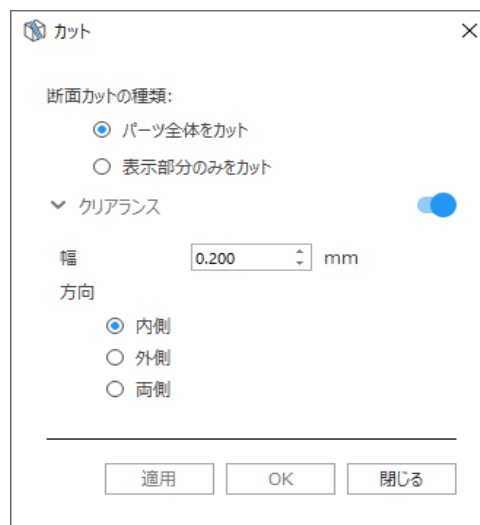 カット
断面カットの種類:
パーツ全体をカット
表示部分のみをカット
クリアランス
幅 0.200 mm
方向
内側
外側
両側
適用 OK 閉じる